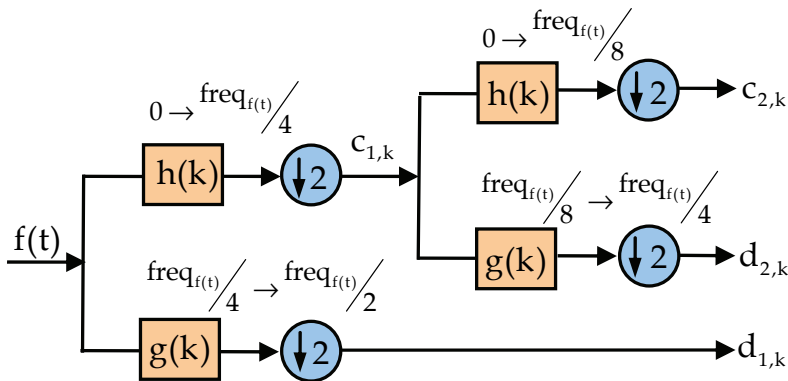 0 → freq_f(t)/8
h(k) ↓2 c_2,k
0 → freq_f(t)/4
h(k) ↓2 c_1,k
freq_f(t)/8 → freq_f(t)/4
g(k) ↓2 d_2,k
f(t)
freq_f(t)/4 → freq_f(t)/2
g(k) ↓2 d_1,k